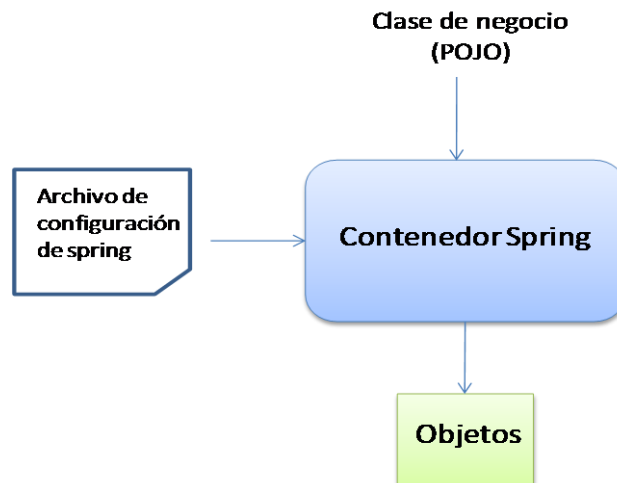 Clase de negocio
(POJO)
Archivo de
configuración
de spring
Contenedor Spring
Objetos